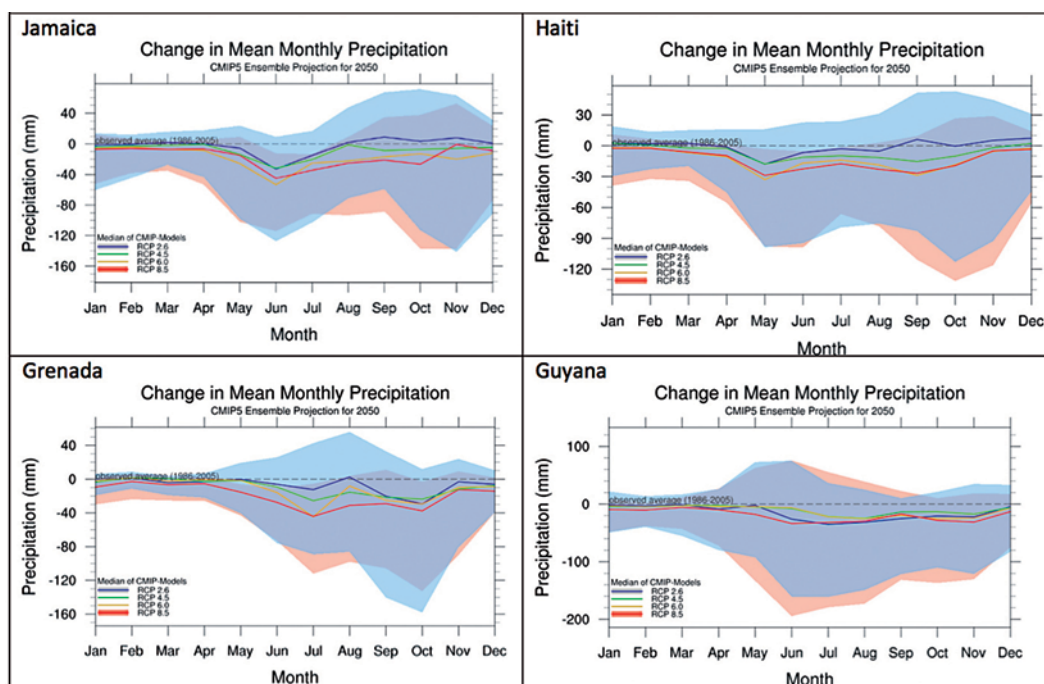 Jamaica
Change in Mean Monthly Precipitation
CMIP5 Ensemble Projection for 2050
Precipitation (mm)
40
0
-40
-80
-120
-160
observed average (1986-2005)
Median of CMIP-Models
RCP 2.6
RCP 4.5
RCP 6.0
RCP 8.5
Jan Feb Mar Apr May Jun Jul Aug Sep Oct Nov Dec
Month
Haiti
Change in Mean Monthly Precipitation
CMIP5 Ensemble Projection for 2050
Precipitation (mm)
30
0
-30
-60
-90
-120
observed average (1986-2005)
Median of CMIP-Models
RCP 2.6
RCP 4.5
RCP 6.0
RCP 8.5
Jan Feb Mar Apr May Jun Jul Aug Sep Oct Nov Dec
Month
Grenada
Change in Mean Monthly Precipitation
CMIP5 Ensemble Projection for 2050
Precipitation (mm)
40
0
-40
-80
-120
-160
observed average (1986-2005)
Median of CMIP-Models
RCP 2.6
RCP 4.5
RCP 6.0
RCP 8.5
Jan Feb Mar Apr May Jun Jul Aug Sep Oct Nov Dec
Month
Guyana
Change in Mean Monthly Precipitation
CMIP5 Ensemble Projection for 2050
Precipitation (mm)
100
0
-100
-200
observed average (1986-2005)
Median of CMIP-Models
RCP 2.6
RCP 4.5
RCP 6.0
RCP 8.5
Jan Feb Mar Apr May Jun Jul Aug Sep Oct Nov Dec
Month